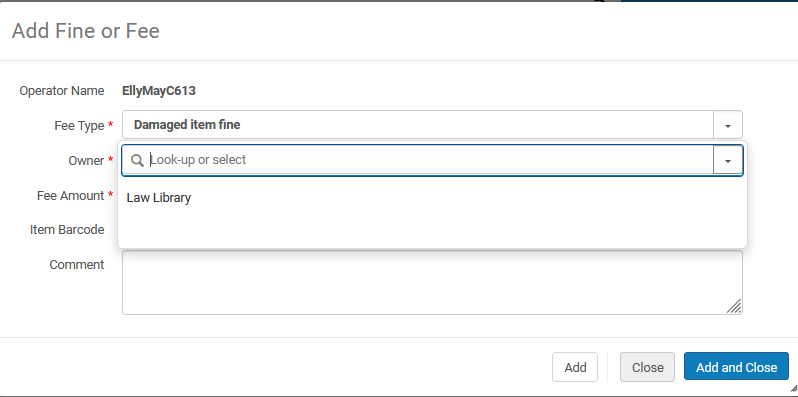 Add Fine or Fee
Operator Name EllyMayC613
Fee Type * Damaged item fine
Owner * Look-up or select
Law Library
Fee Amount *
Item Barcode
Comment
Add Close Add and Close